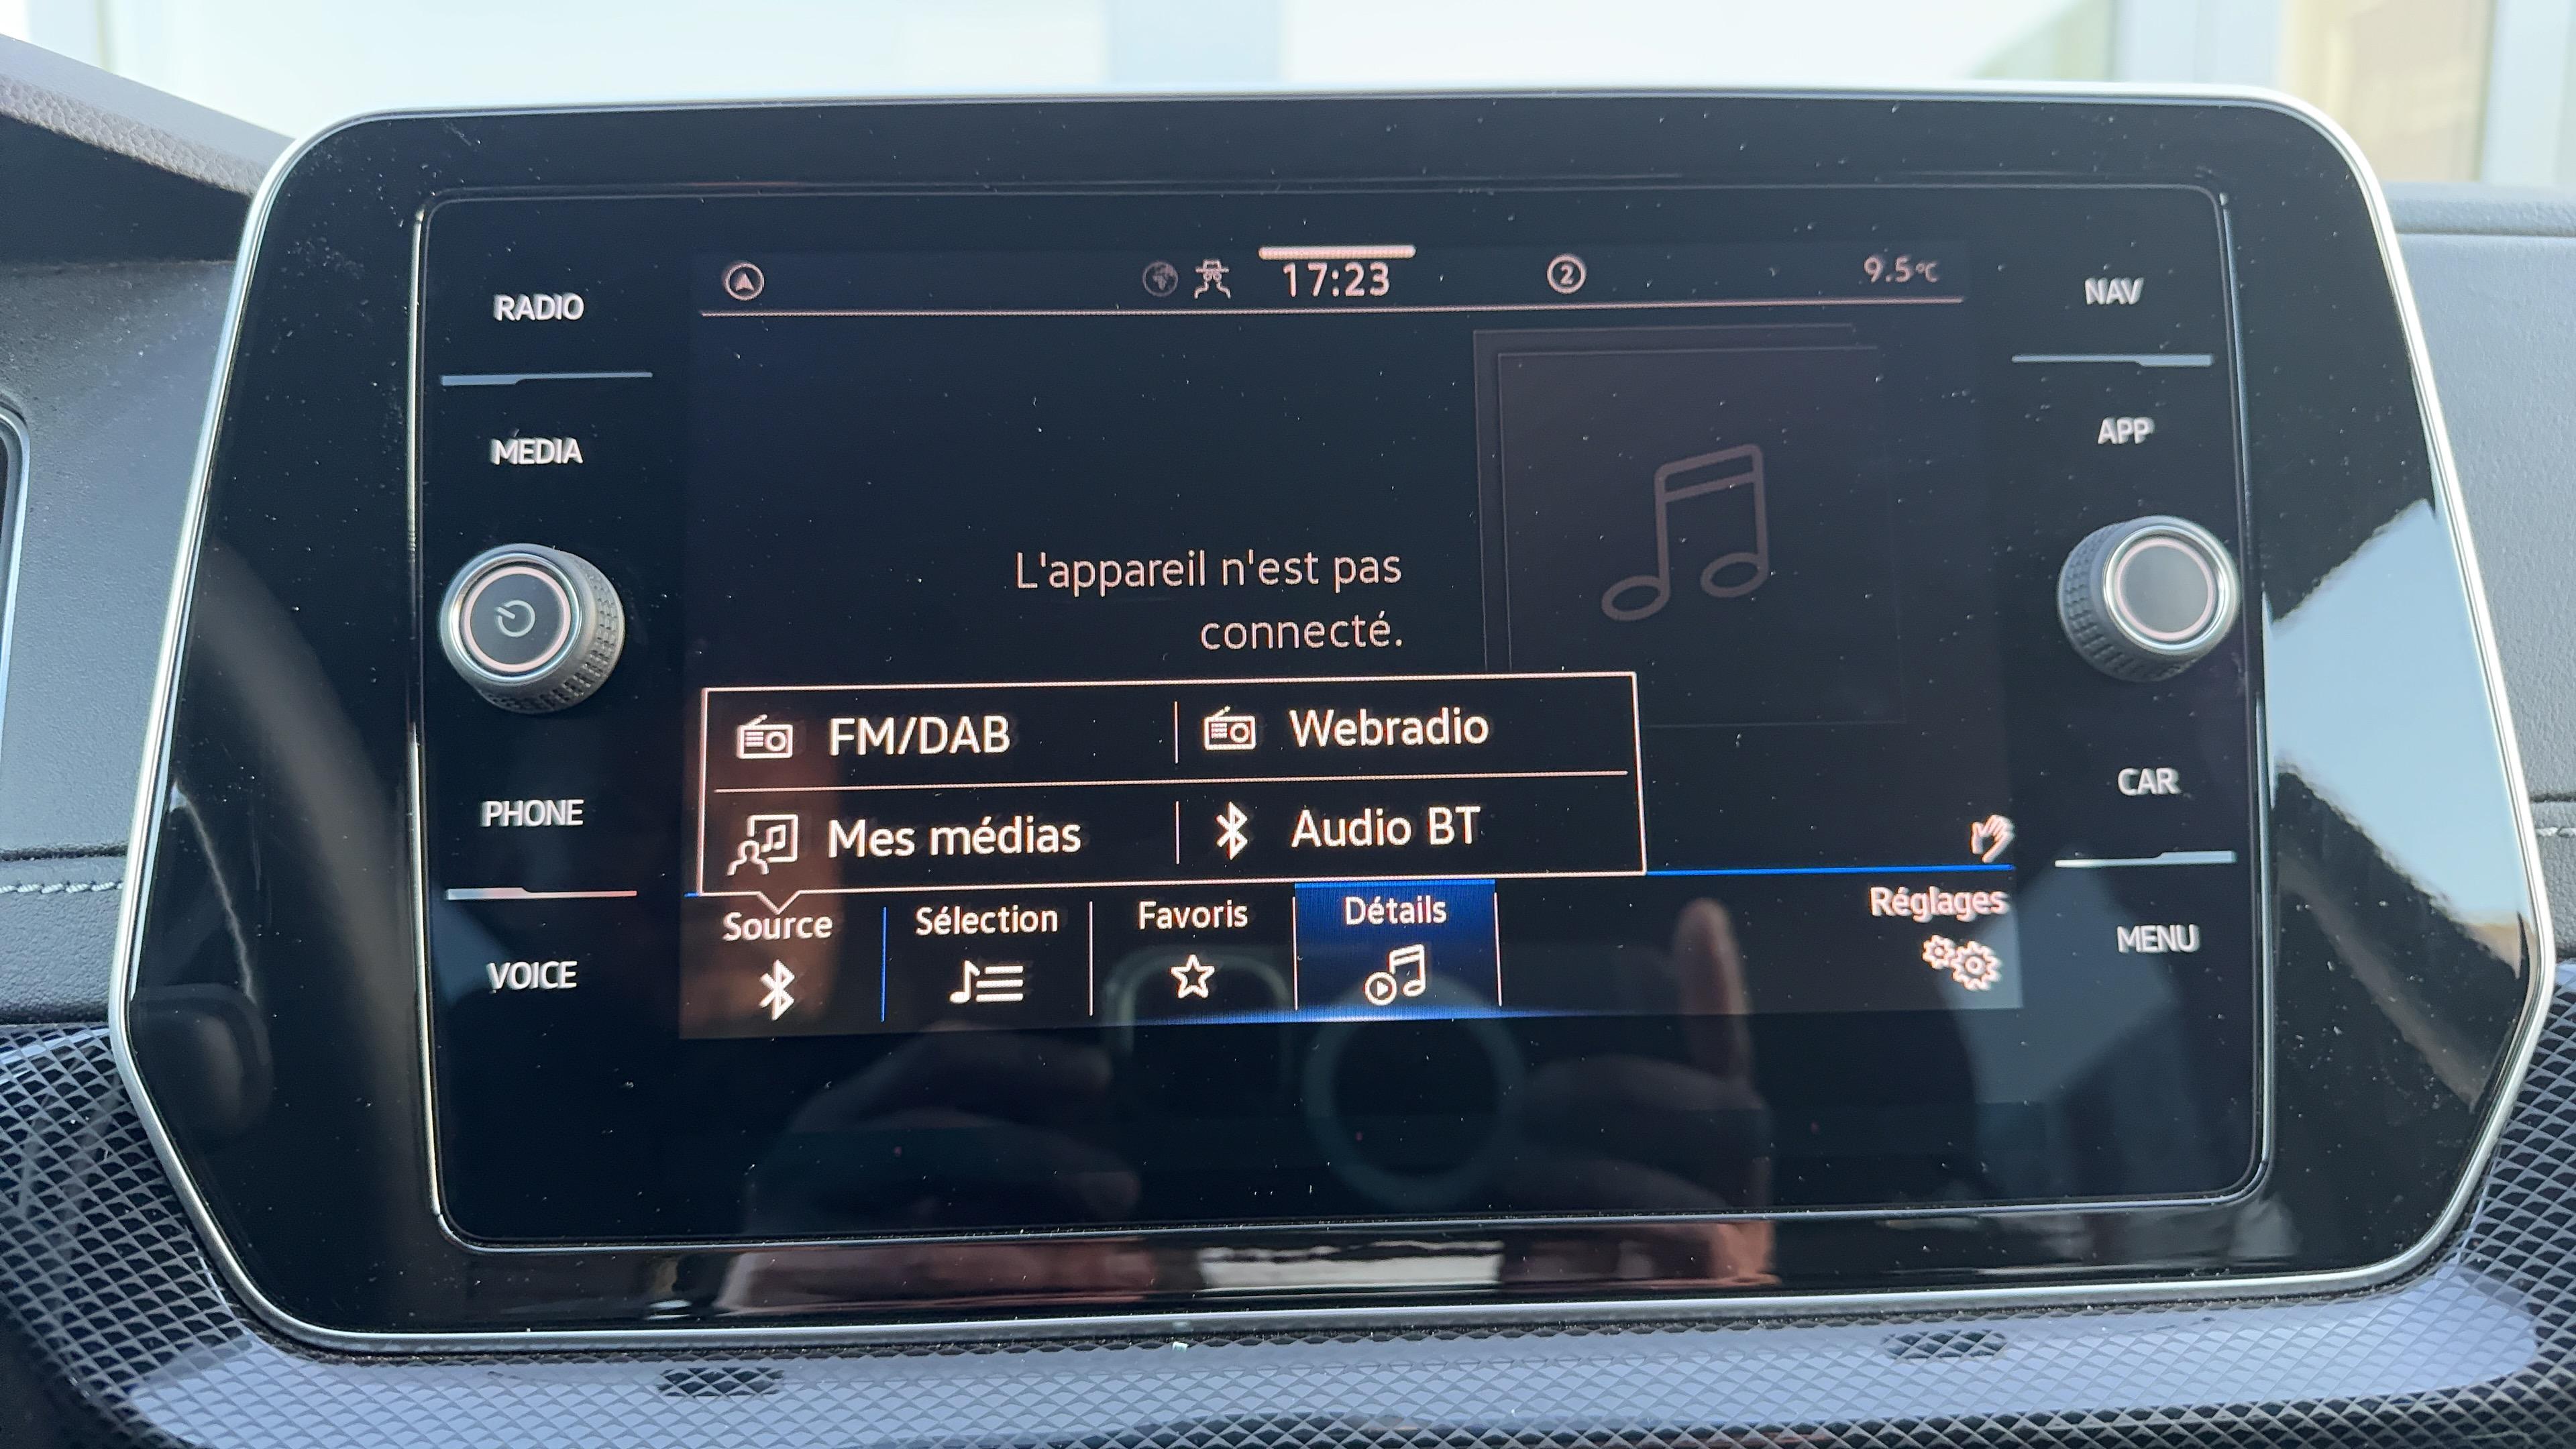 RADIO
MEDIA
PHONE
VOICE
17:23
2
9.5°C
L'appareil n'est pas
connecté.
FM/DAB
Webradio
Mes médias
Audio BT
Source
Sélection
Favoris
Détails
Réglages
NAV
APP
CAR
MENU